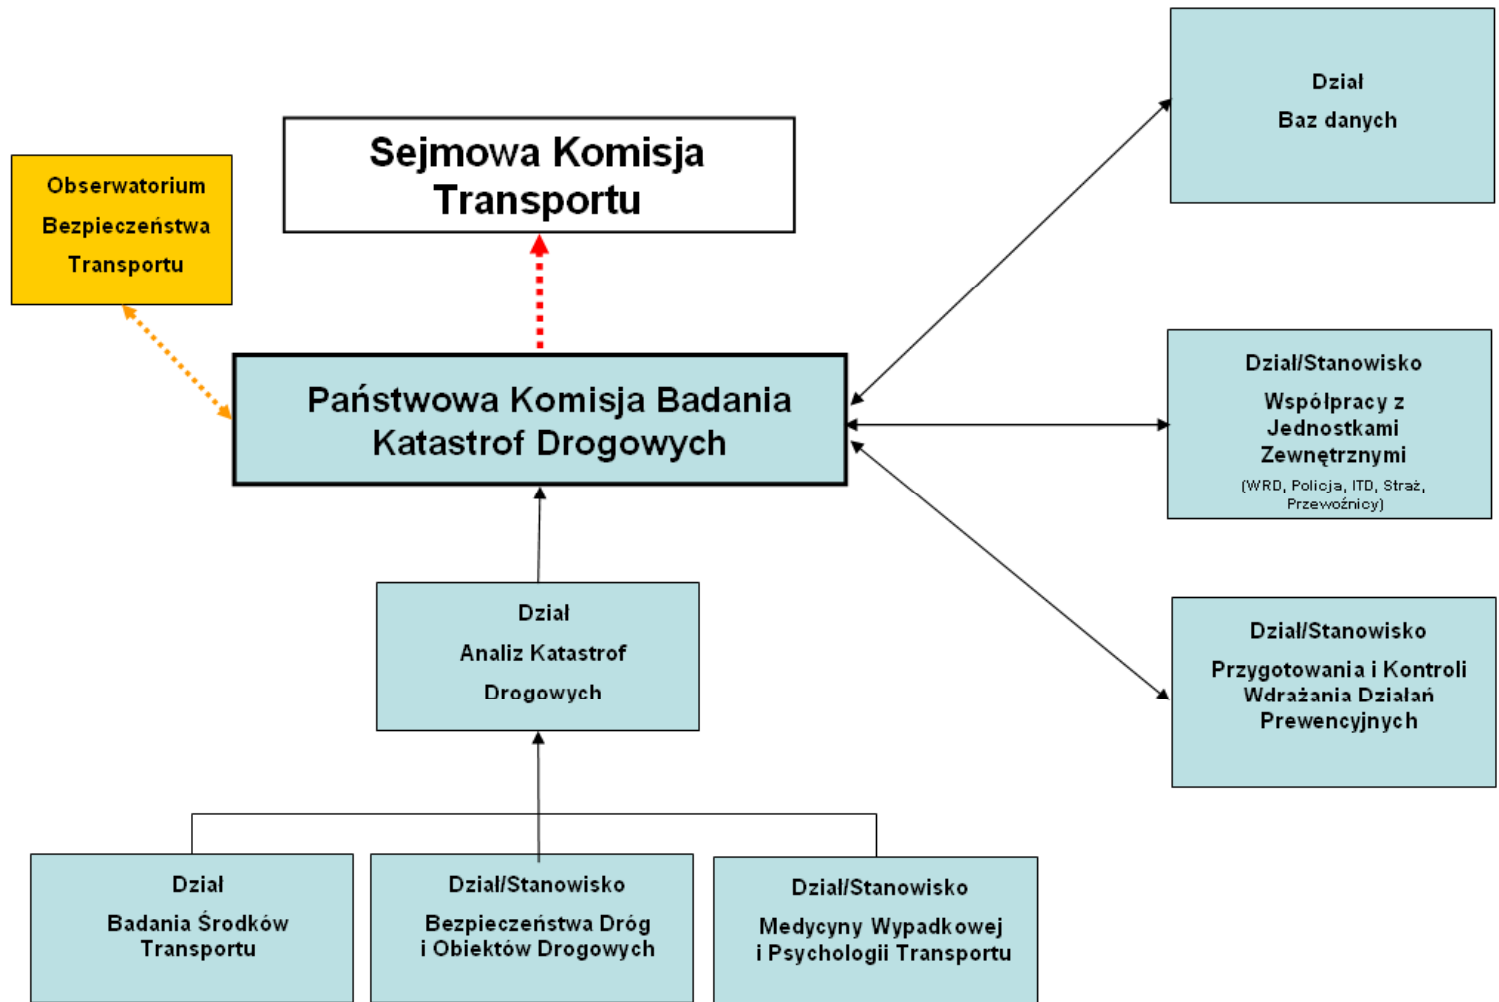 Dział
Baz danych
Sejmowa Komisja
Transportu
Obserwatorium
Bezpieczeństwa
Transportu
Państwowa Komisja Badania
Katastrof Drogowych
Dział/Stanowisko
Współpracy z
Jednostkami
Zewnętrznymi
(WRD, Policja, ITD, Straż,
Przewoźnicy)
Dział
Analiz Katastrof
Drogowych
Dział/Stanowisko
Przygotowania i Kontroli
Wdrażania Działań
Prewencyjnych
Dział
Badania Środków
Transportu
Dział/Stanowisko
Bezpieczeństwa Dróg
i Obiektów Drogowych
Dział/Stanowisko
Medycyny Wypadkowej
i Psychologii Transportu